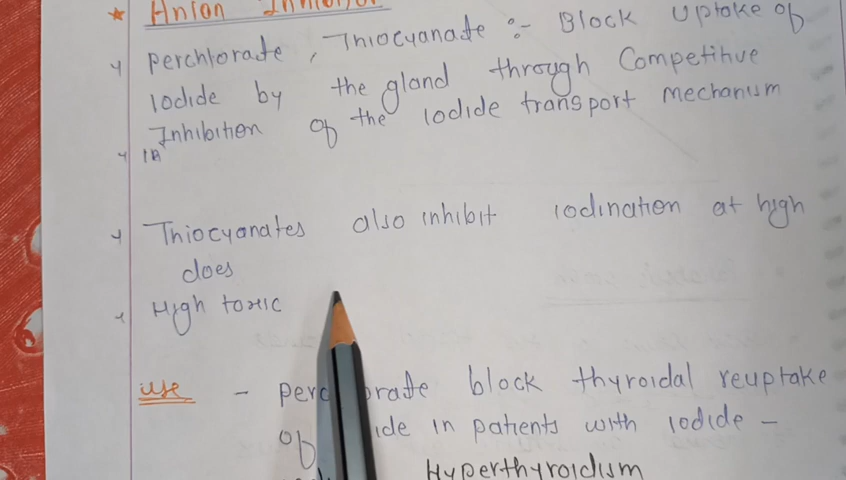 * Anion Inhibitor
Perchlorate, Thiocyanate :- Block Uptake of
Iodide by the gland through Competitive
Inhibition of the Iodide transport mechanism
Thiocyanates also inhibit iodination at high
does
High toxic
use - perc orate block thyroidal reuptake
of ide in patients with iodide -
Hyperthyroidism